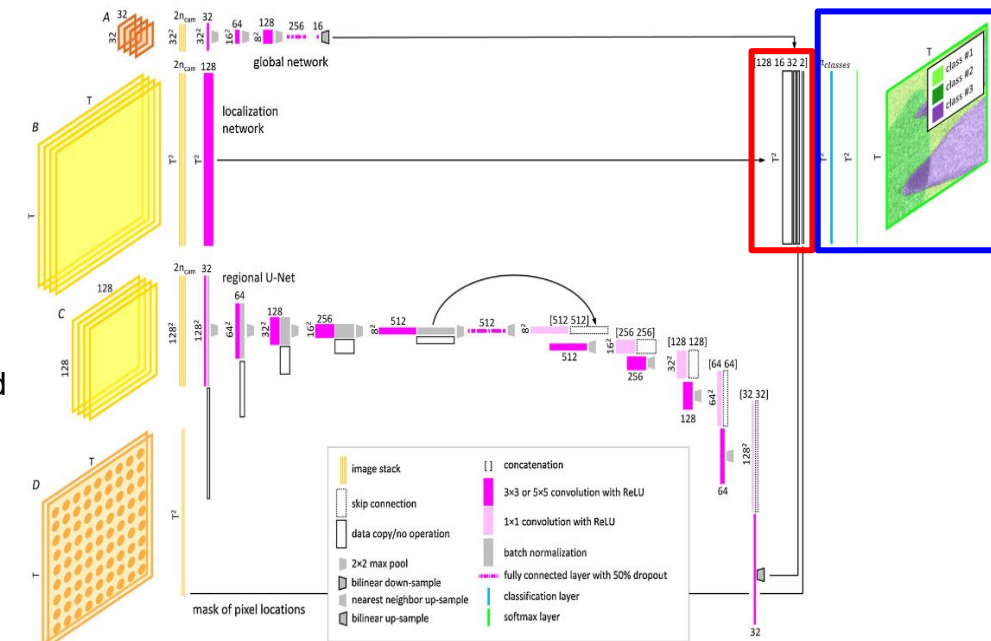 A
32
32
2n_cam 32
32²
32²
64
16²
128
8²
256
16
global network
[128 16 32 2]
n_classes
T
class #1
class #2
class #3
B
T
T
2n_cam 128
T²
T²
localization
network
T²
T²
T²
T
C
128
128
2n_cam
32
regional U-Net
128²
128²
64
64²
128
32²
256
16²
512
8²
512
8²
[512 512]
512
[256 256]
16²
256
[128 128]
32²
128
[64 64]
64²
64
[32 32]
128²
32
d
D
T
T
T²
mask of pixel locations
image stack
skip connection
data copy/no operation
2×2 max pool
bilinear down-sample
nearest neighbor up-sample
bilinear up-sample
[ ] concatenation
3×3 or 5×5 convolution with ReLU
1×1 convolution with ReLU
batch normalization
fully connected layer with 50% dropout
classification layer
softmax layer